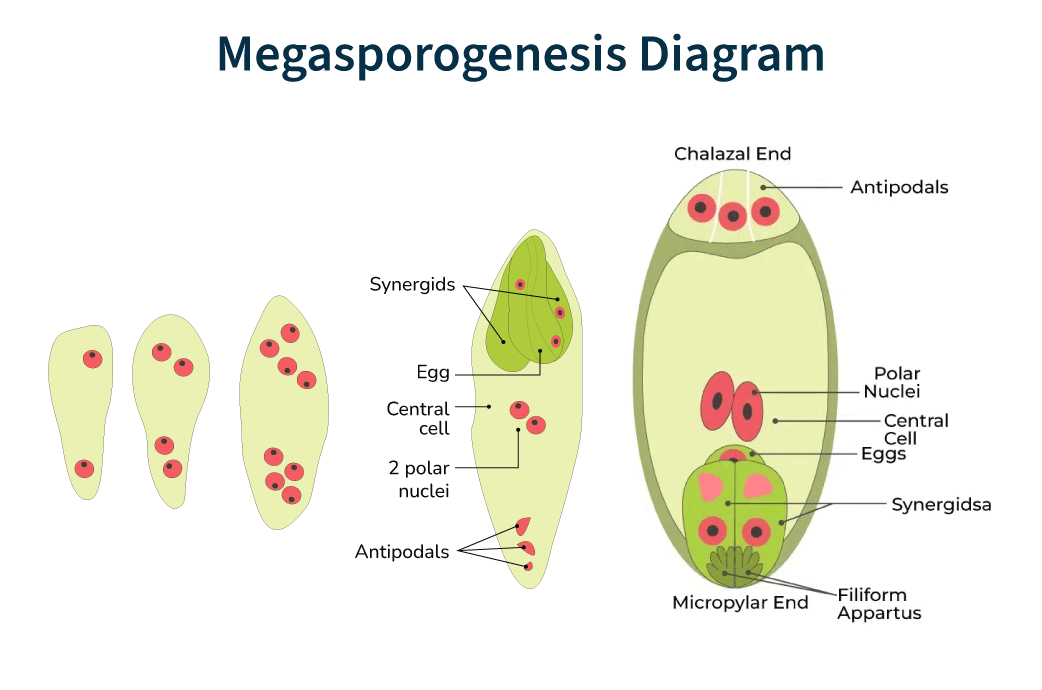 Megasporogenesis Diagram
Synergids
Egg
Central
cell
2 polar
nuclei
Antipodals
Chalazal End
Antipodals
Polar
Nuclei
Central
Cell
Eggs
Synergidsa
Filiform
Appartus
Micropylar End